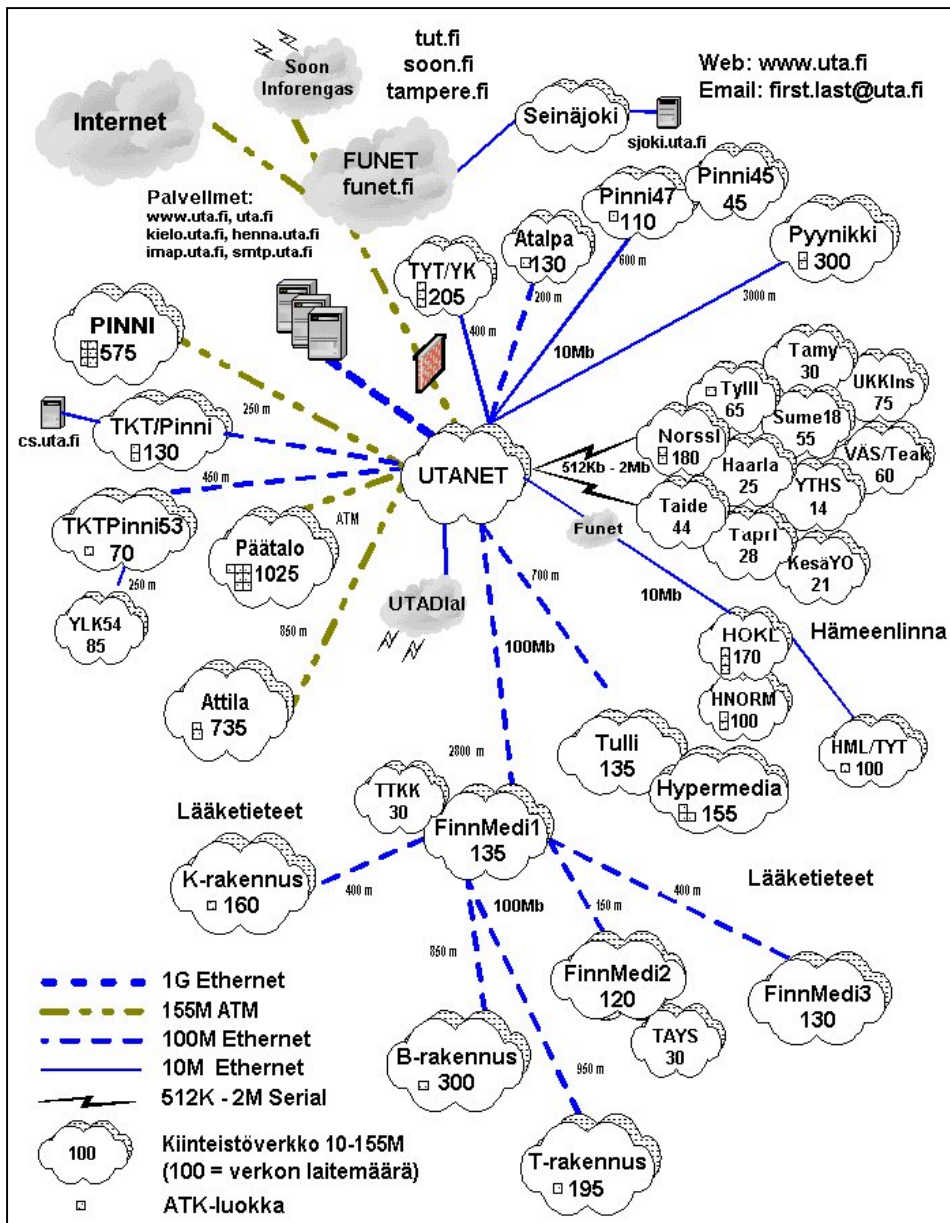 tut.fi
soon.fi
tampere.fi
Web: www.uta.fi
Email: first.last@uta.fi
Soon
Inforengas
Internet
FUNET
funet.fi
Seinäjoki
sjoki.uta.fi
Palvelimet:
www.uta.fi, uta.fi
kielo.uta.fi, henna.uta.fi
imap.uta.fi, smtp.uta.fi
TYT/YK
205
Atalpa
130
Pinni47
110
Pinni45
45
Pyynikki
300
400 m
200 m
600 m
10Mb
3000 m
PINNI
575
250 m
cs.uta.fi
TKT/Pinni
130
450 m
TKTPinni53
70
250 m
YLK54
85
UTANET
ATM
Päätalo
1025
850 m
Attila
735
UTADial
512Kb - 2Mb
Norssi
180
TyIII
65
Tamy
30
UKKIns
75
Sume18
55
Haarla
25
VÄS/Teak
60
YTHS
14
Taide
44
Tapri
28
KesäYO
21
Funet
10Mb
Hämeenlinna
HOKL
170
HNORM
100
HML/TYT
100
700 m
100Mb
Tulli
135
Hypermedia
155
2800 m
TTKK
30
FinnMedi1
135
Lääketieteet
K-rakennus
160
400 m
100Mb
850 m
150 m
400 m
Lääketieteet
FinnMedi2
120
TAYS
30
FinnMedi3
130
B-rakennus
300
950 m
T-rakennus
195
1G Ethernet
155M ATM
100M Ethernet
10M Ethernet
512K - 2M Serial
100
Kiinteistöverkko 10-155M
(100 = verkon laitemäärä)
ATK-luokka